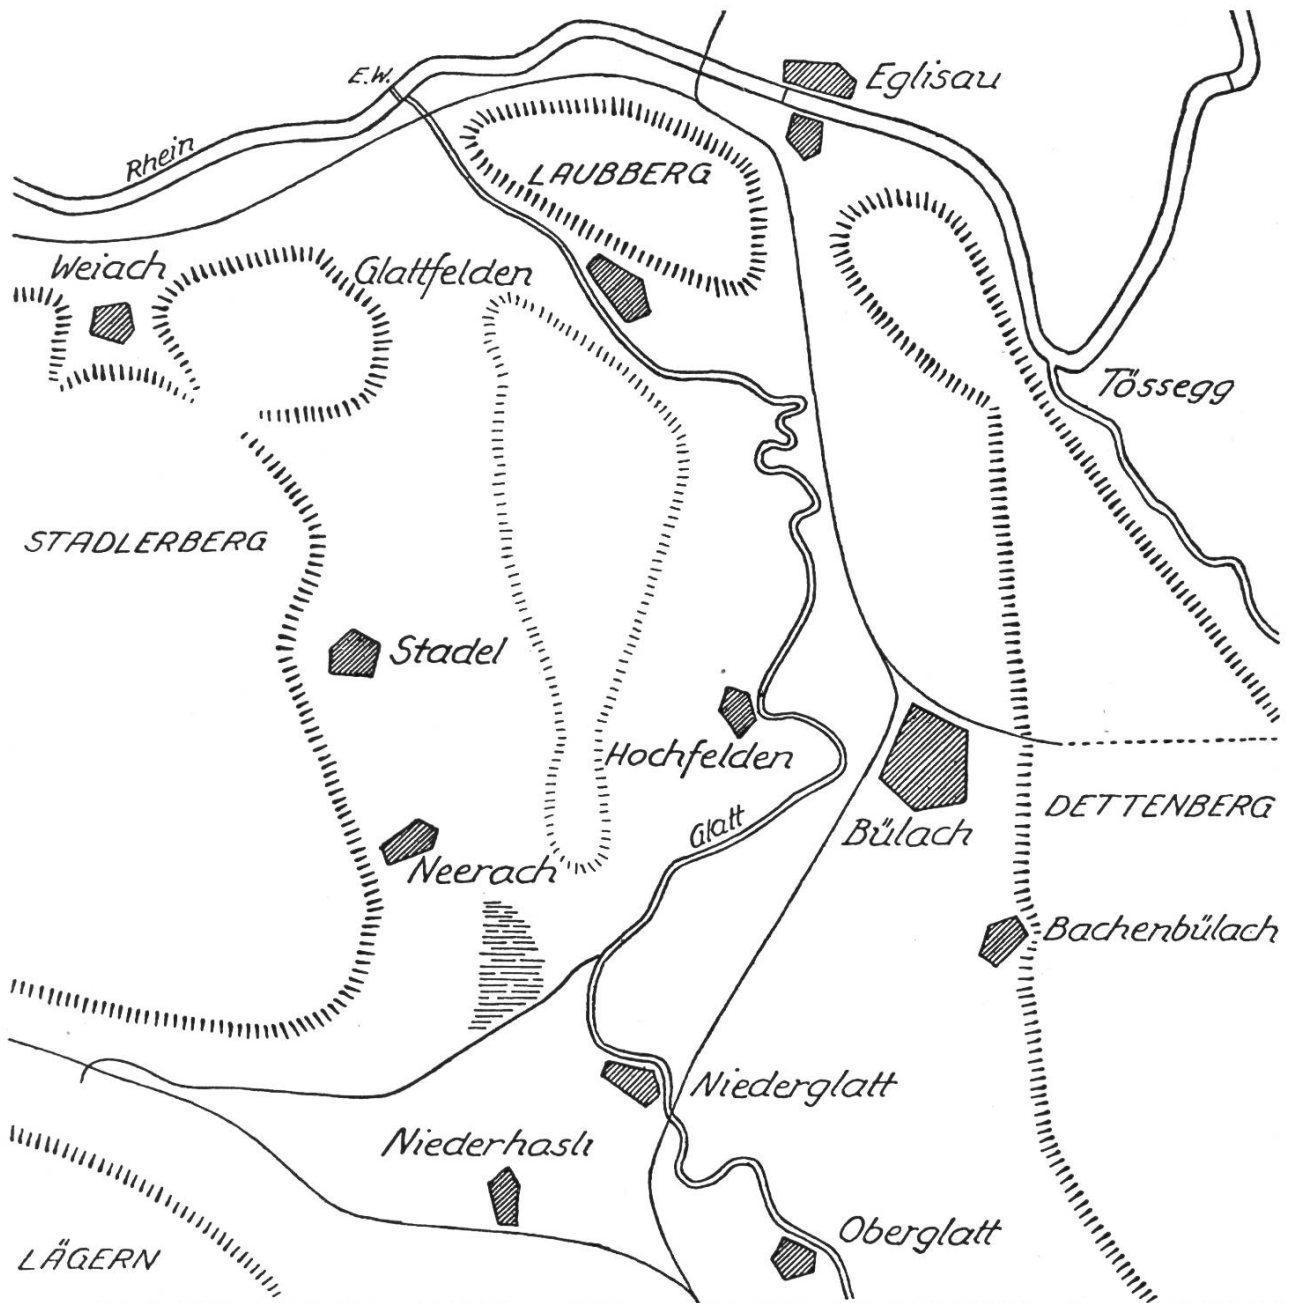 E.W.
Eglisau
Rhein
LAUBBERG
Weiach
Glattfelden
Tössegg
STADLERBERG
Stadel
Hochfelden
DETTENBERG
Glatt
Bülach
Neerach
Bachenbülach
Niederglatt
Niederhasli
Oberglatt
LÄGERN